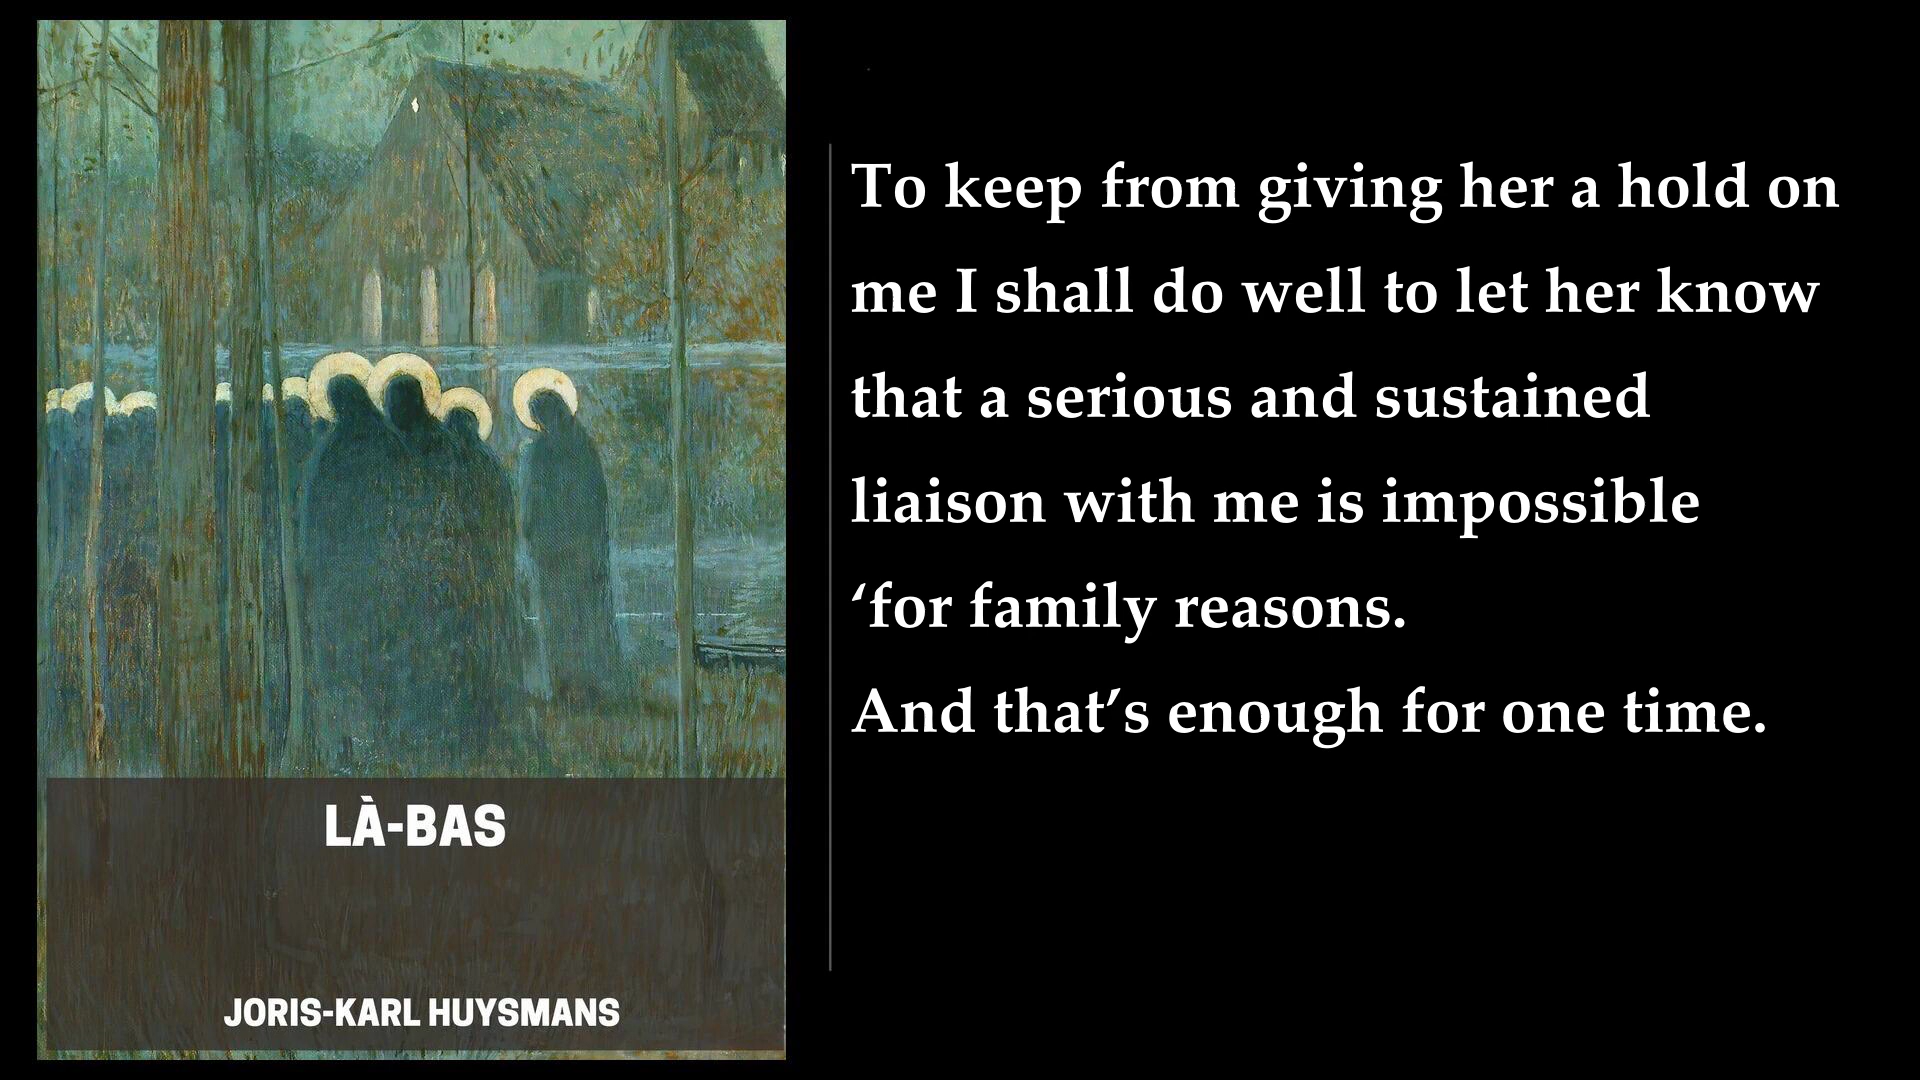 LÀ-BAS
JORIS-KARL HUYSMANS
To keep from giving her a hold on
me I shall do well to let her know
that a serious and sustained
liaison with me is impossible
‘for family reasons.
And that’s enough for one time.